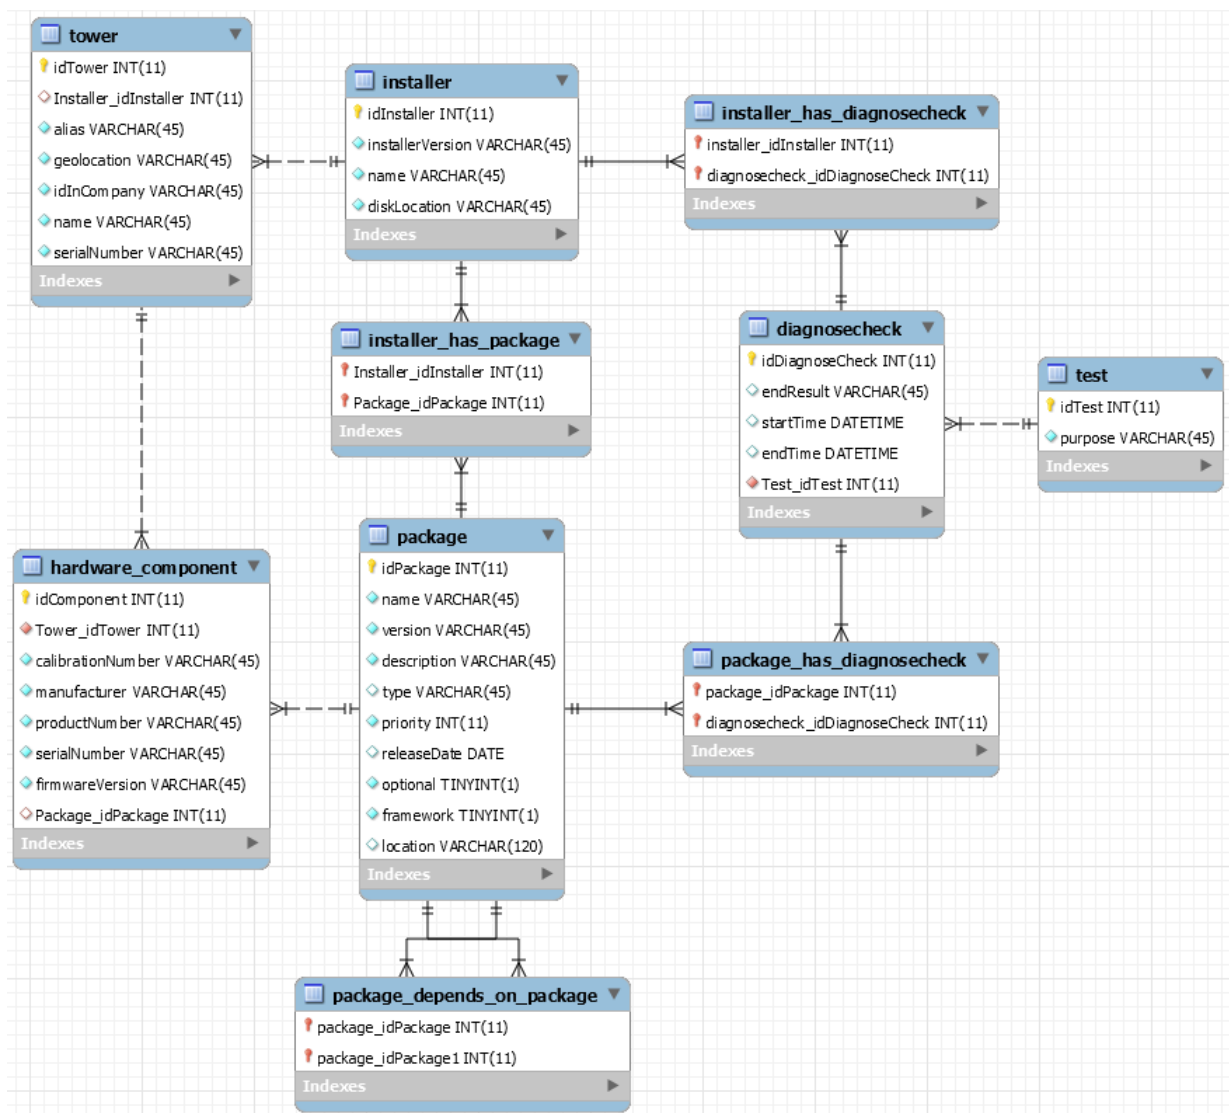 tower
idTower INT(11)
Installer_idInstaller INT(11)
alias VARCHAR(45)
geolocation VARCHAR(45)
idInCompany VARCHAR(45)
name VARCHAR(45)
serialNumber VARCHAR(45)
Indexes
installer
idInstaller INT(11)
installerVersion VARCHAR(45)
name VARCHAR(45)
diskLocation VARCHAR(45)
Indexes
installer_has_diagnosecheck
installer_idInstaller INT(11)
diagnosecheck_idDiagnoseCheck INT(11)
Indexes
installer_has_package
Installer_idInstaller INT(11)
Package_idPackage INT(11)
Indexes
diagnosecheck
idDiagnoseCheck INT(11)
endResult VARCHAR(45)
startTime DATETIME
endTime DATETIME
Test_idTest INT(11)
Indexes
test
idTest INT(11)
purpose VARCHAR(45)
Indexes
hardware_component
idComponent INT(11)
Tower_idTower INT(11)
calibrationNumber VARCHAR(45)
manufacturer VARCHAR(45)
productNumber VARCHAR(45)
serialNumber VARCHAR(45)
firmwareVersion VARCHAR(45)
Package_idPackage INT(11)
Indexes
package
idPackage INT(11)
name VARCHAR(45)
version VARCHAR(45)
description VARCHAR(45)
type VARCHAR(45)
priority INT(11)
releaseDate DATE
optional TINYINT(1)
framework TINYINT(1)
location VARCHAR(120)
Indexes
package_has_diagnosecheck
package_idPackage INT(11)
diagnosecheck_idDiagnoseCheck INT(11)
Indexes
package_depends_on_package
package_idPackage INT(11)
package_idPackage1 INT(11)
Indexes